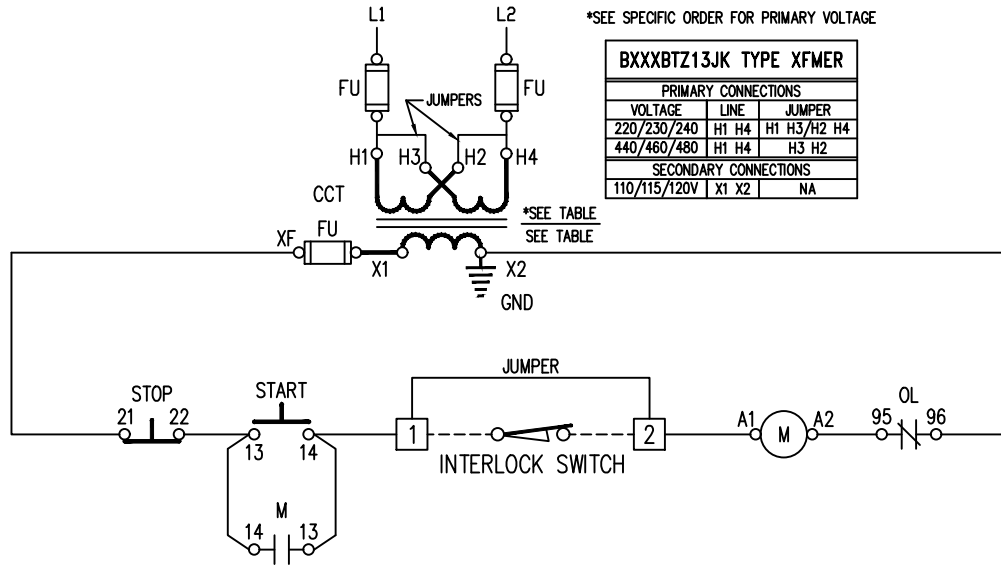 L1
L2
*SEE SPECIFIC ORDER FOR PRIMARY VOLTAGE
BXXXBTZ13JK TYPE XFMER
PRIMARY CONNECTIONS
VOLTAGE LINE JUMPER
220/230/240 H1 H4 H1 H3/H2 H4
440/460/480 H1 H4 H3 H2
SECONDARY CONNECTIONS
110/115/120V X1 X2 NA
FU
JUMPERS
FU
H1
H3
H2
H4
CCT
*SEE TABLE
SEE TABLE
XF
FU
X1
X2
GND
JUMPER
STOP
START
OL
21
22
13
14
1
2
A1
M
A2
95
96
INTERLOCK SWITCH
M
14
13